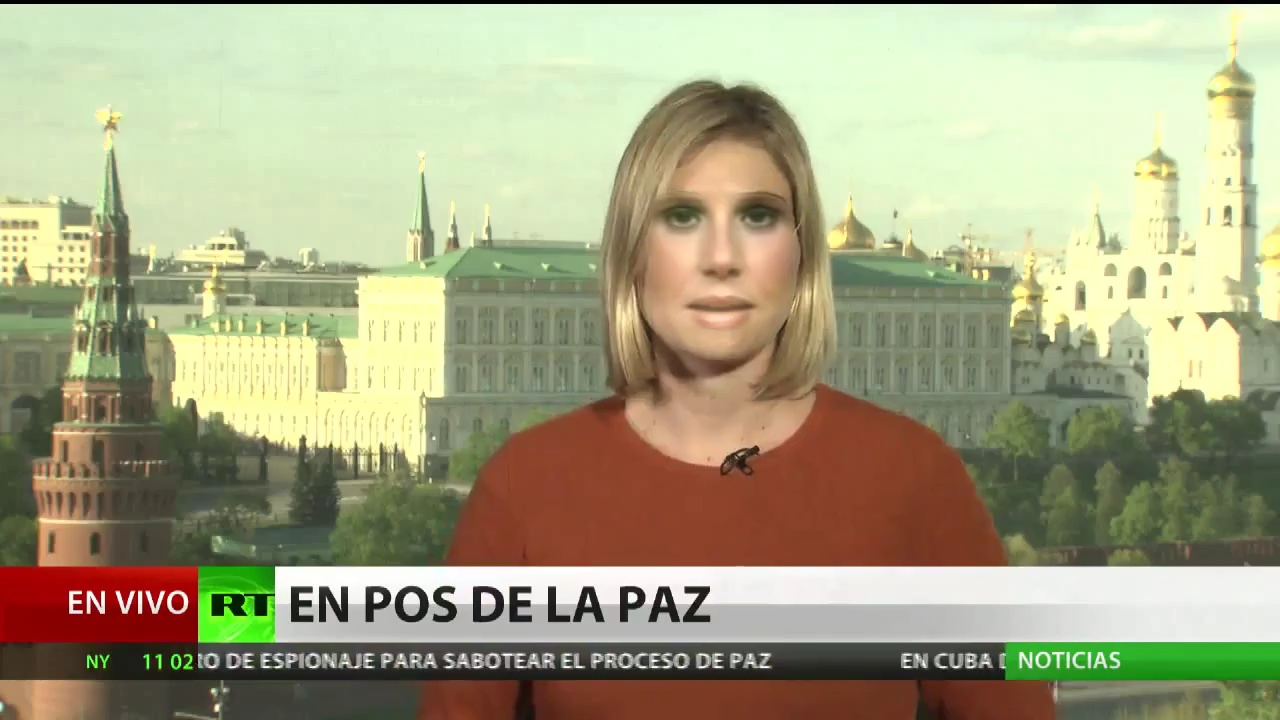 EN VIVO RT EN POS DE LA PAZ
NY 11 02 RO DE ESPIONAJE PARA SABOTEAR EL PROCESO DE PAZ EN CUBA NOTICIAS